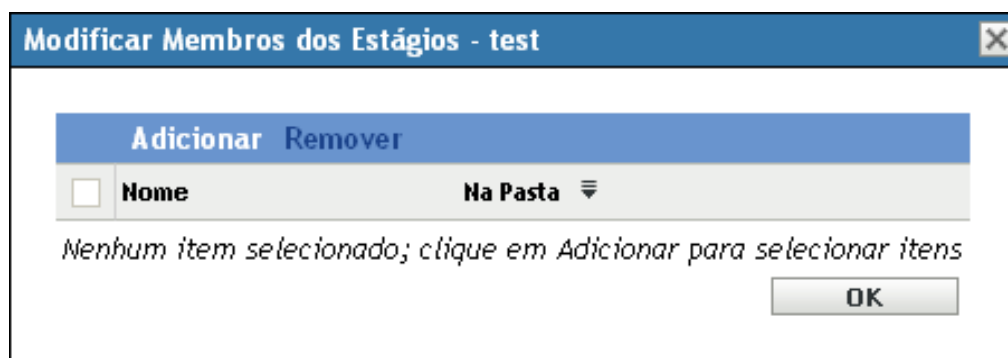 Modificar Membros dos Estágios - test
Adicionar Remover
Nome Na Pasta
Nenhum item selecionado; clique em Adicionar para selecionar itens
OK